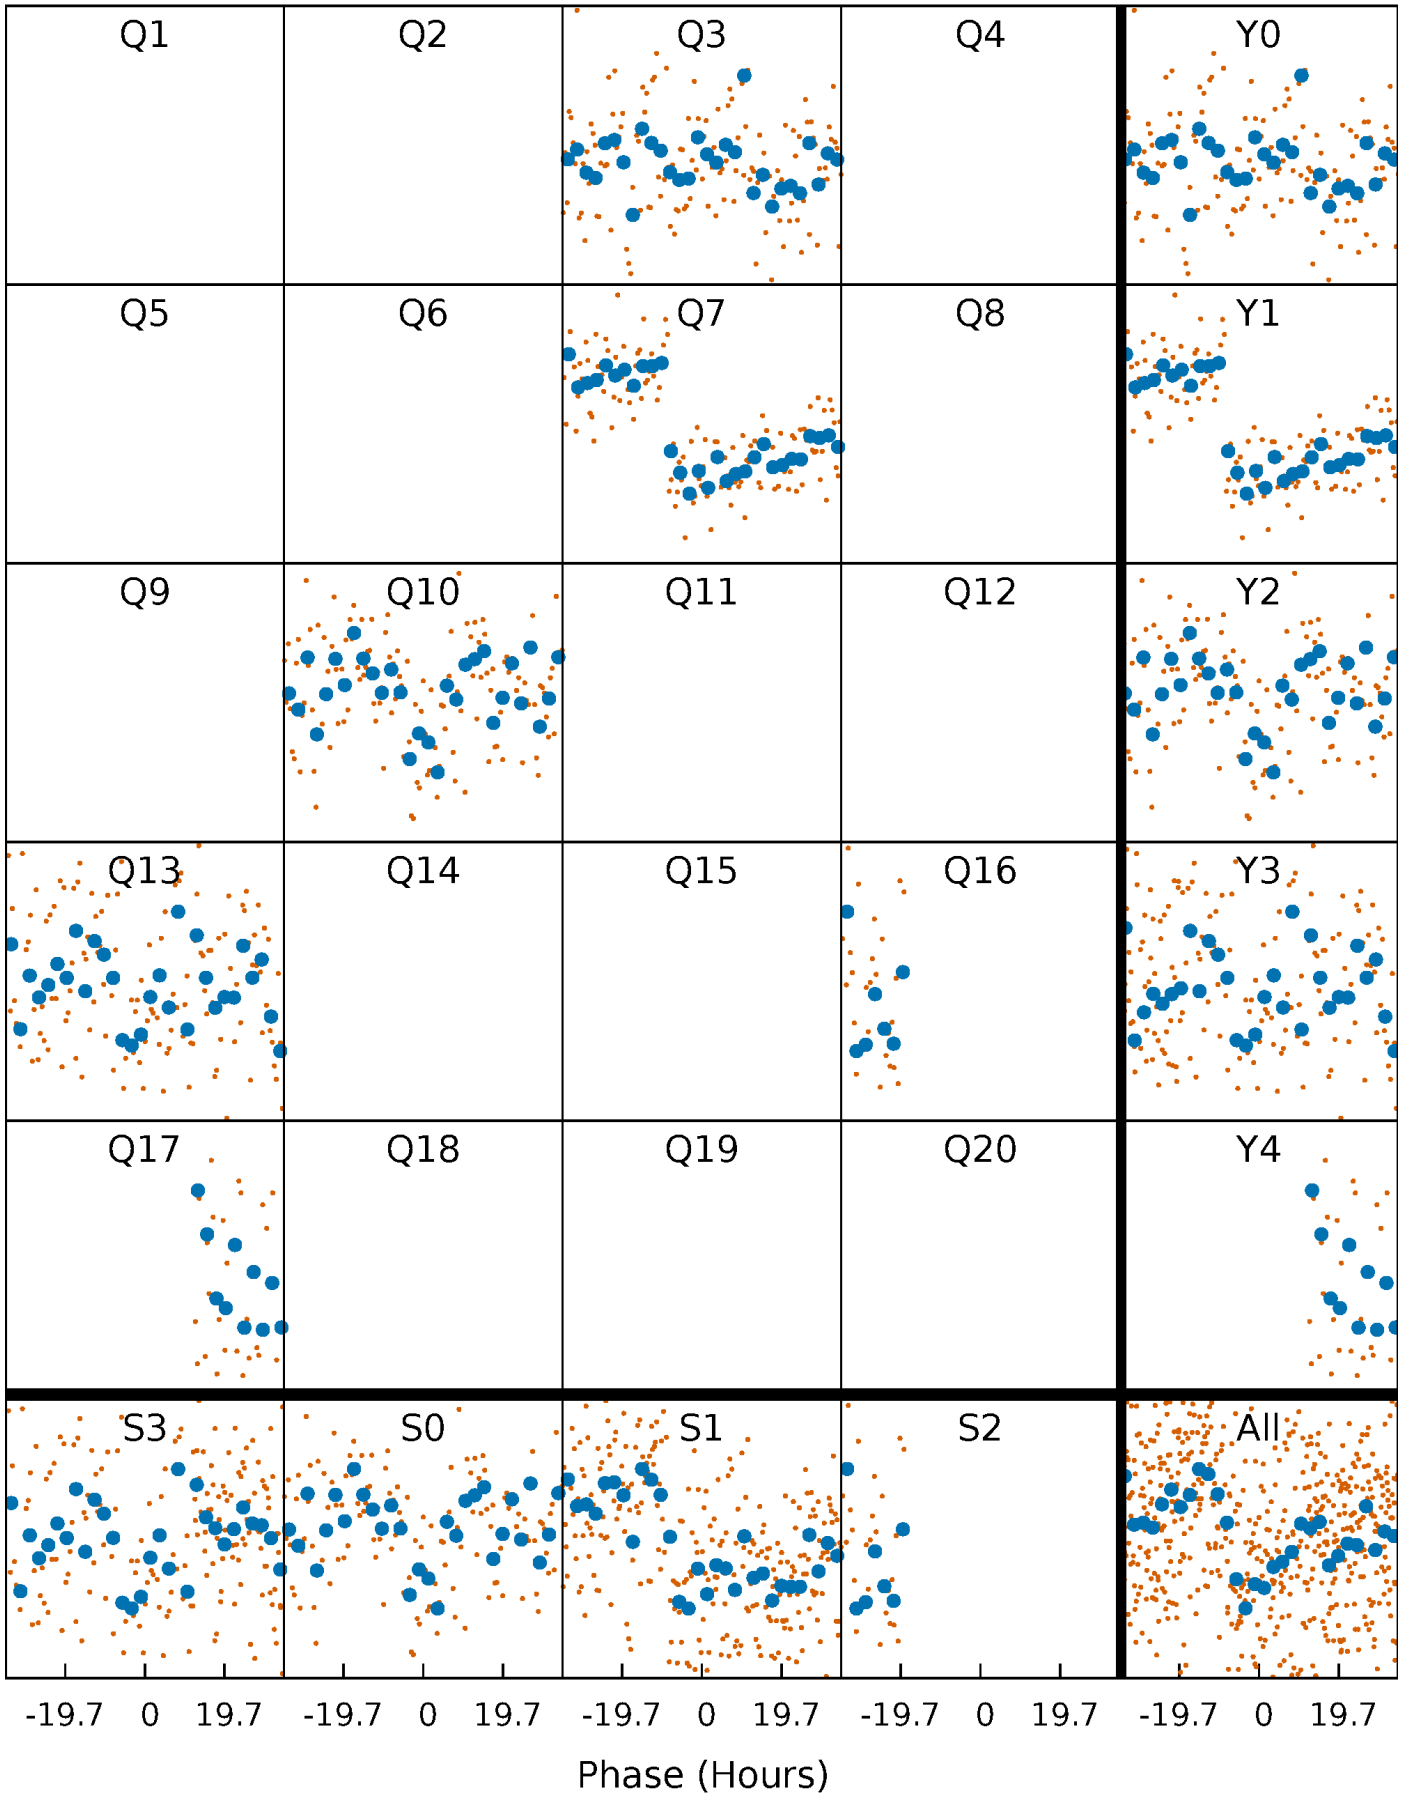 Q1 Q2 Q3 Q4 Y0
Q5 Q6 Q7 Q8 Y1
Q9 Q10 Q11 Q12 Y2
Q13 Q14 Q15 Q16 Y3
Q17 Q18 Q19 Q20 Y4
S3 S0 S1 S2 All
-19.7 0 19.7 -19.7 0 19.7 -19.7 0 19.7 -19.7 0 19.7 -19.7 0 19.7
Phase (Hours)